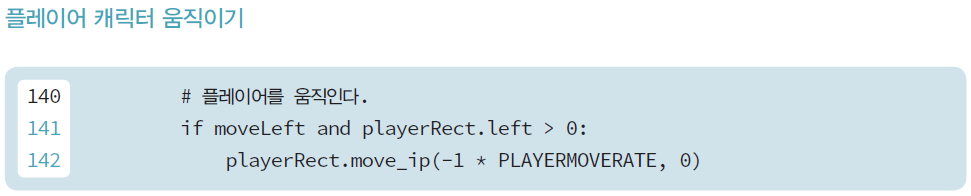 플레이어 캐릭터 움직이기
140 # 플레이어를 움직인다.
141 if moveLeft and playerRect.left > 0:
142 playerRect.move_ip(-1 * PLAYERMOVERATE, 0)